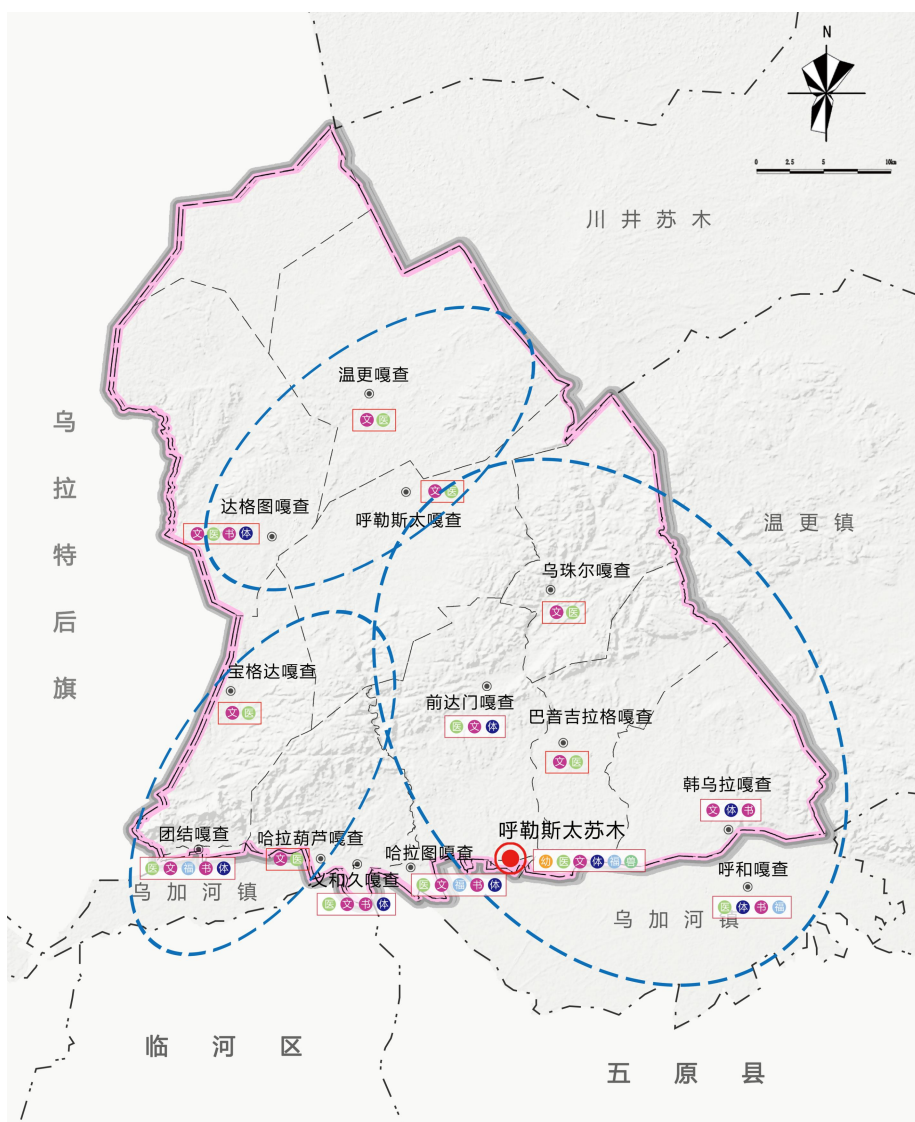 N
0 2.5 5 10km
川井苏木
温更嘎查
文 医
乌拉特后旗
达格图嘎查
文 医 书 体
呼勒斯太嘎查
文 医
温更镇
乌珠尔嘎查
文 医
宝格达嘎查
文 医
前达门嘎查
医 文 体
巴音吉拉格嘎查
文 医
韩乌拉嘎查
文 体 书
团结嘎查
医 文 福 书 体
哈拉葫芦嘎查
文 医
义和久嘎查
医 文 书 体
哈拉图嘎查
医 文 福 书 体
呼勒斯太苏木
幼 医 文 体 福 兽
呼和嘎查
医 体 书 福
乌加河镇
乌加河镇
临河区
五原县